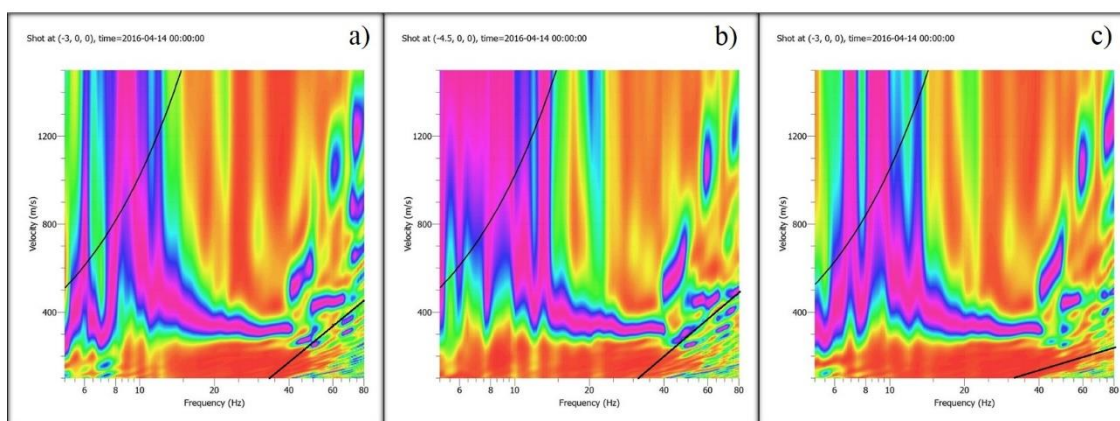 Shot at (-3, 0, 0), time=2016-04-14 00:00:00
a)
1200
800
400
Velocity (m/s)
6
8
10
20
40
60
80
Frequency (Hz)
Shot at (-4.5, 0, 0), time=2016-04-14 00:00:00
b)
1200
800
400
Velocity (m/s)
6
8
10
20
40
60
80
Frequency (Hz)
Shot at (-3, 0, 0), time=2016-04-14 00:00:00
c)
1200
800
400
Velocity (m/s)
6
8
10
20
40
60
80
Frequency (Hz)